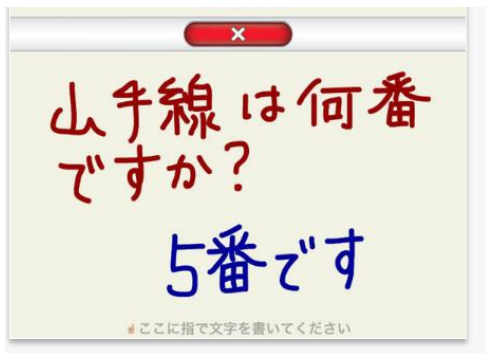 山手線は何番
ですか?
5番です
ここに指で文字を書いてください